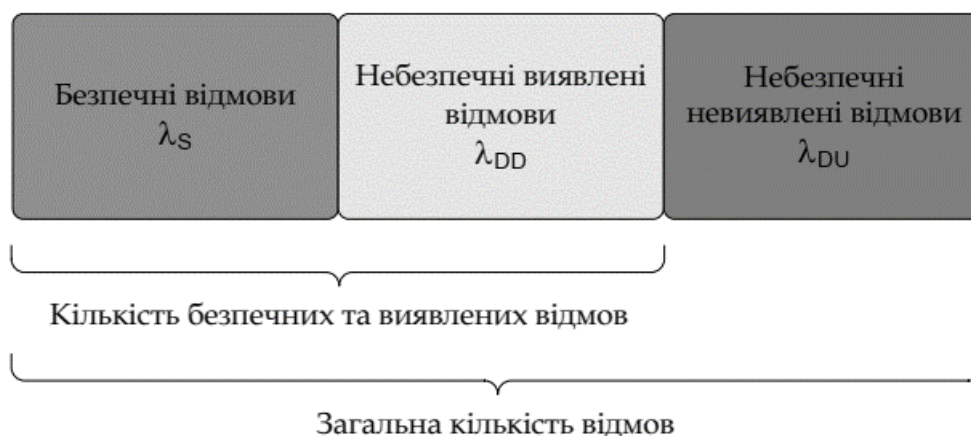 Безпечні відмови
λS
Небезпечні виявлені
відмови
λDD
Небезпечні
невиявлені відмови
λDU
Кількість безпечних та виявлених відмов
Загальна кількість відмов